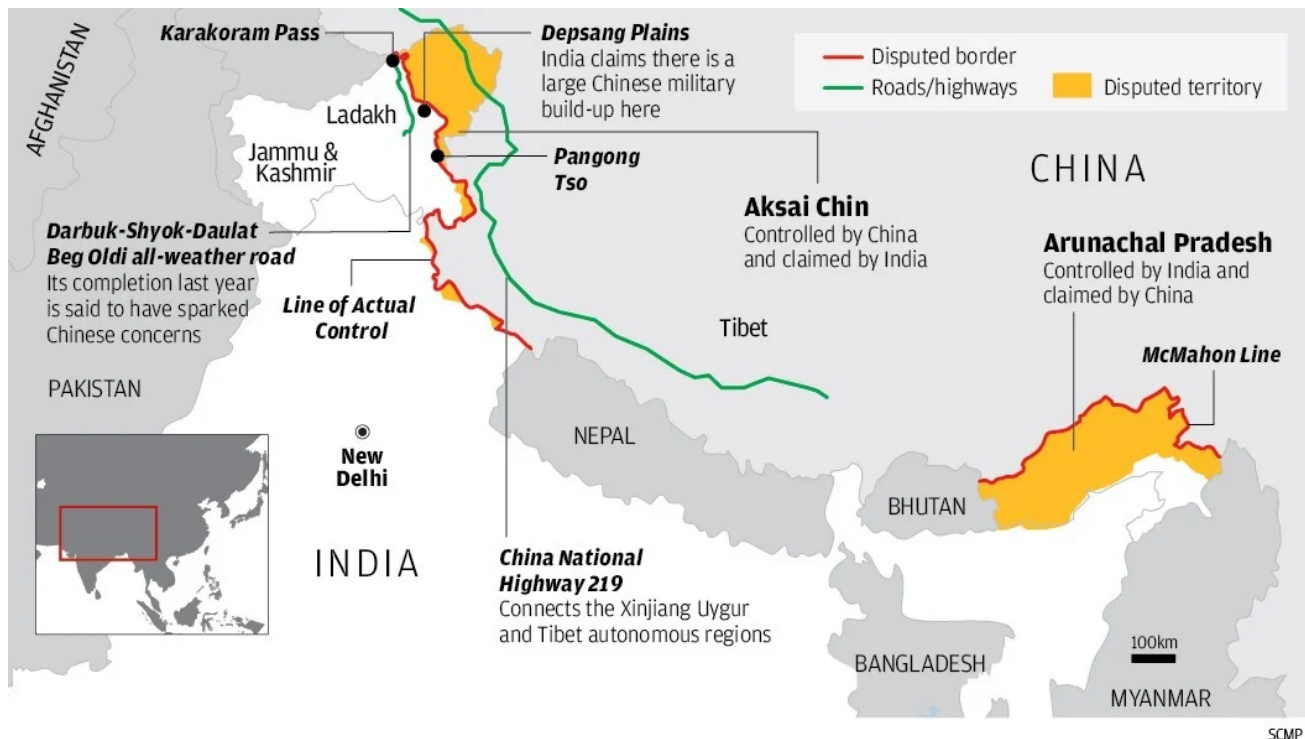 AFGHANISTAN
Karakoram Pass
Depsang Plains
India claims there is a
large Chinese military
build-up here
Disputed border
Roads/highways
Disputed territory
Ladakh
Jammu &
Kashmir
Pangong
Tso
CHINA
Aksai Chin
Controlled by China
and claimed by India
Arunachal Pradesh
Controlled by India and
claimed by China
Darbuk-Shyok-Daulat
Beg Oldi all-weather road
Its completion last year
is said to have sparked
Chinese concerns
Line of Actual
Control
Tibet
McMahon Line
PAKISTAN
New
Delhi
NEPAL
BHUTAN
INDIA
China National
Highway 219
Connects the Xinjiang Uygur
and Tibet autonomous regions
100km
BANGLADESH
MYANMAR
SCMP